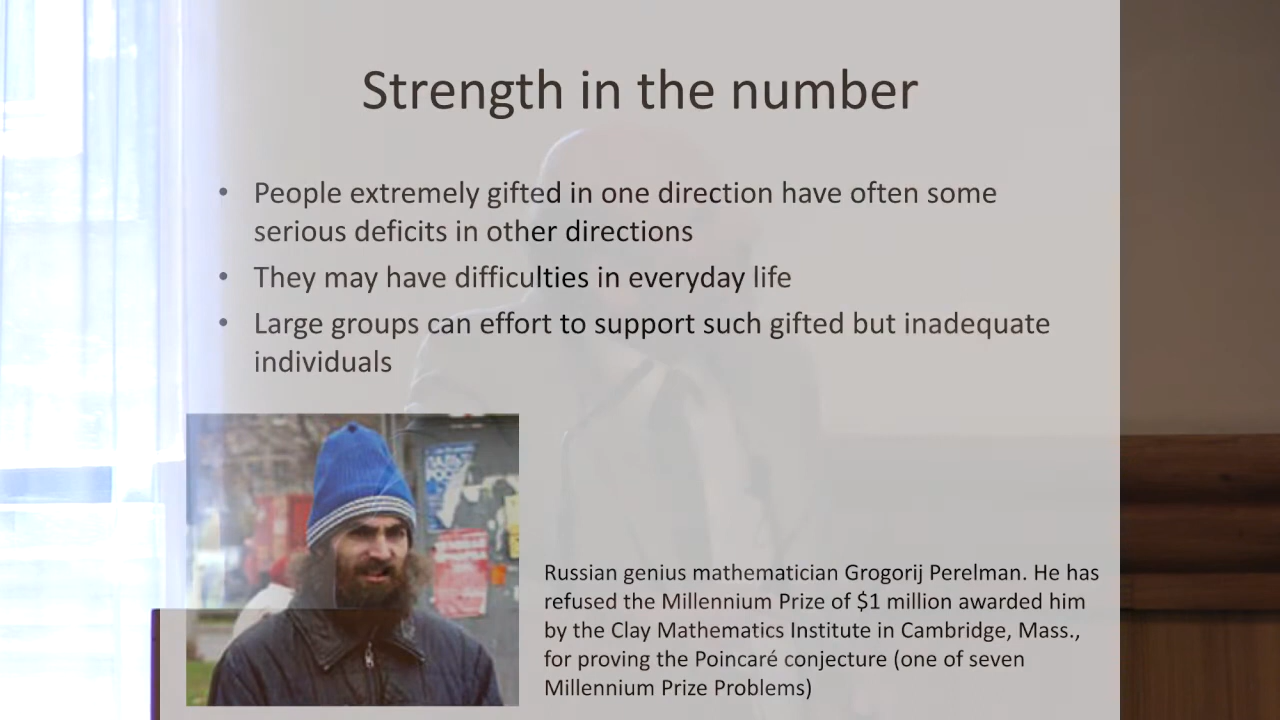 Strength in the number
• People extremely gifted in one direction have often some
serious deficits in other directions
• They may have difficulties in everyday life
• Large groups can effort to support such gifted but inadequate
individuals
Russian genius mathematician Grogorij Perelman. He has
refused the Millennium Prize of $1 million awarded him
by the Clay Mathematics Institute in Cambridge, Mass.,
for proving the Poincaré conjecture (one of seven
Millennium Prize Problems)